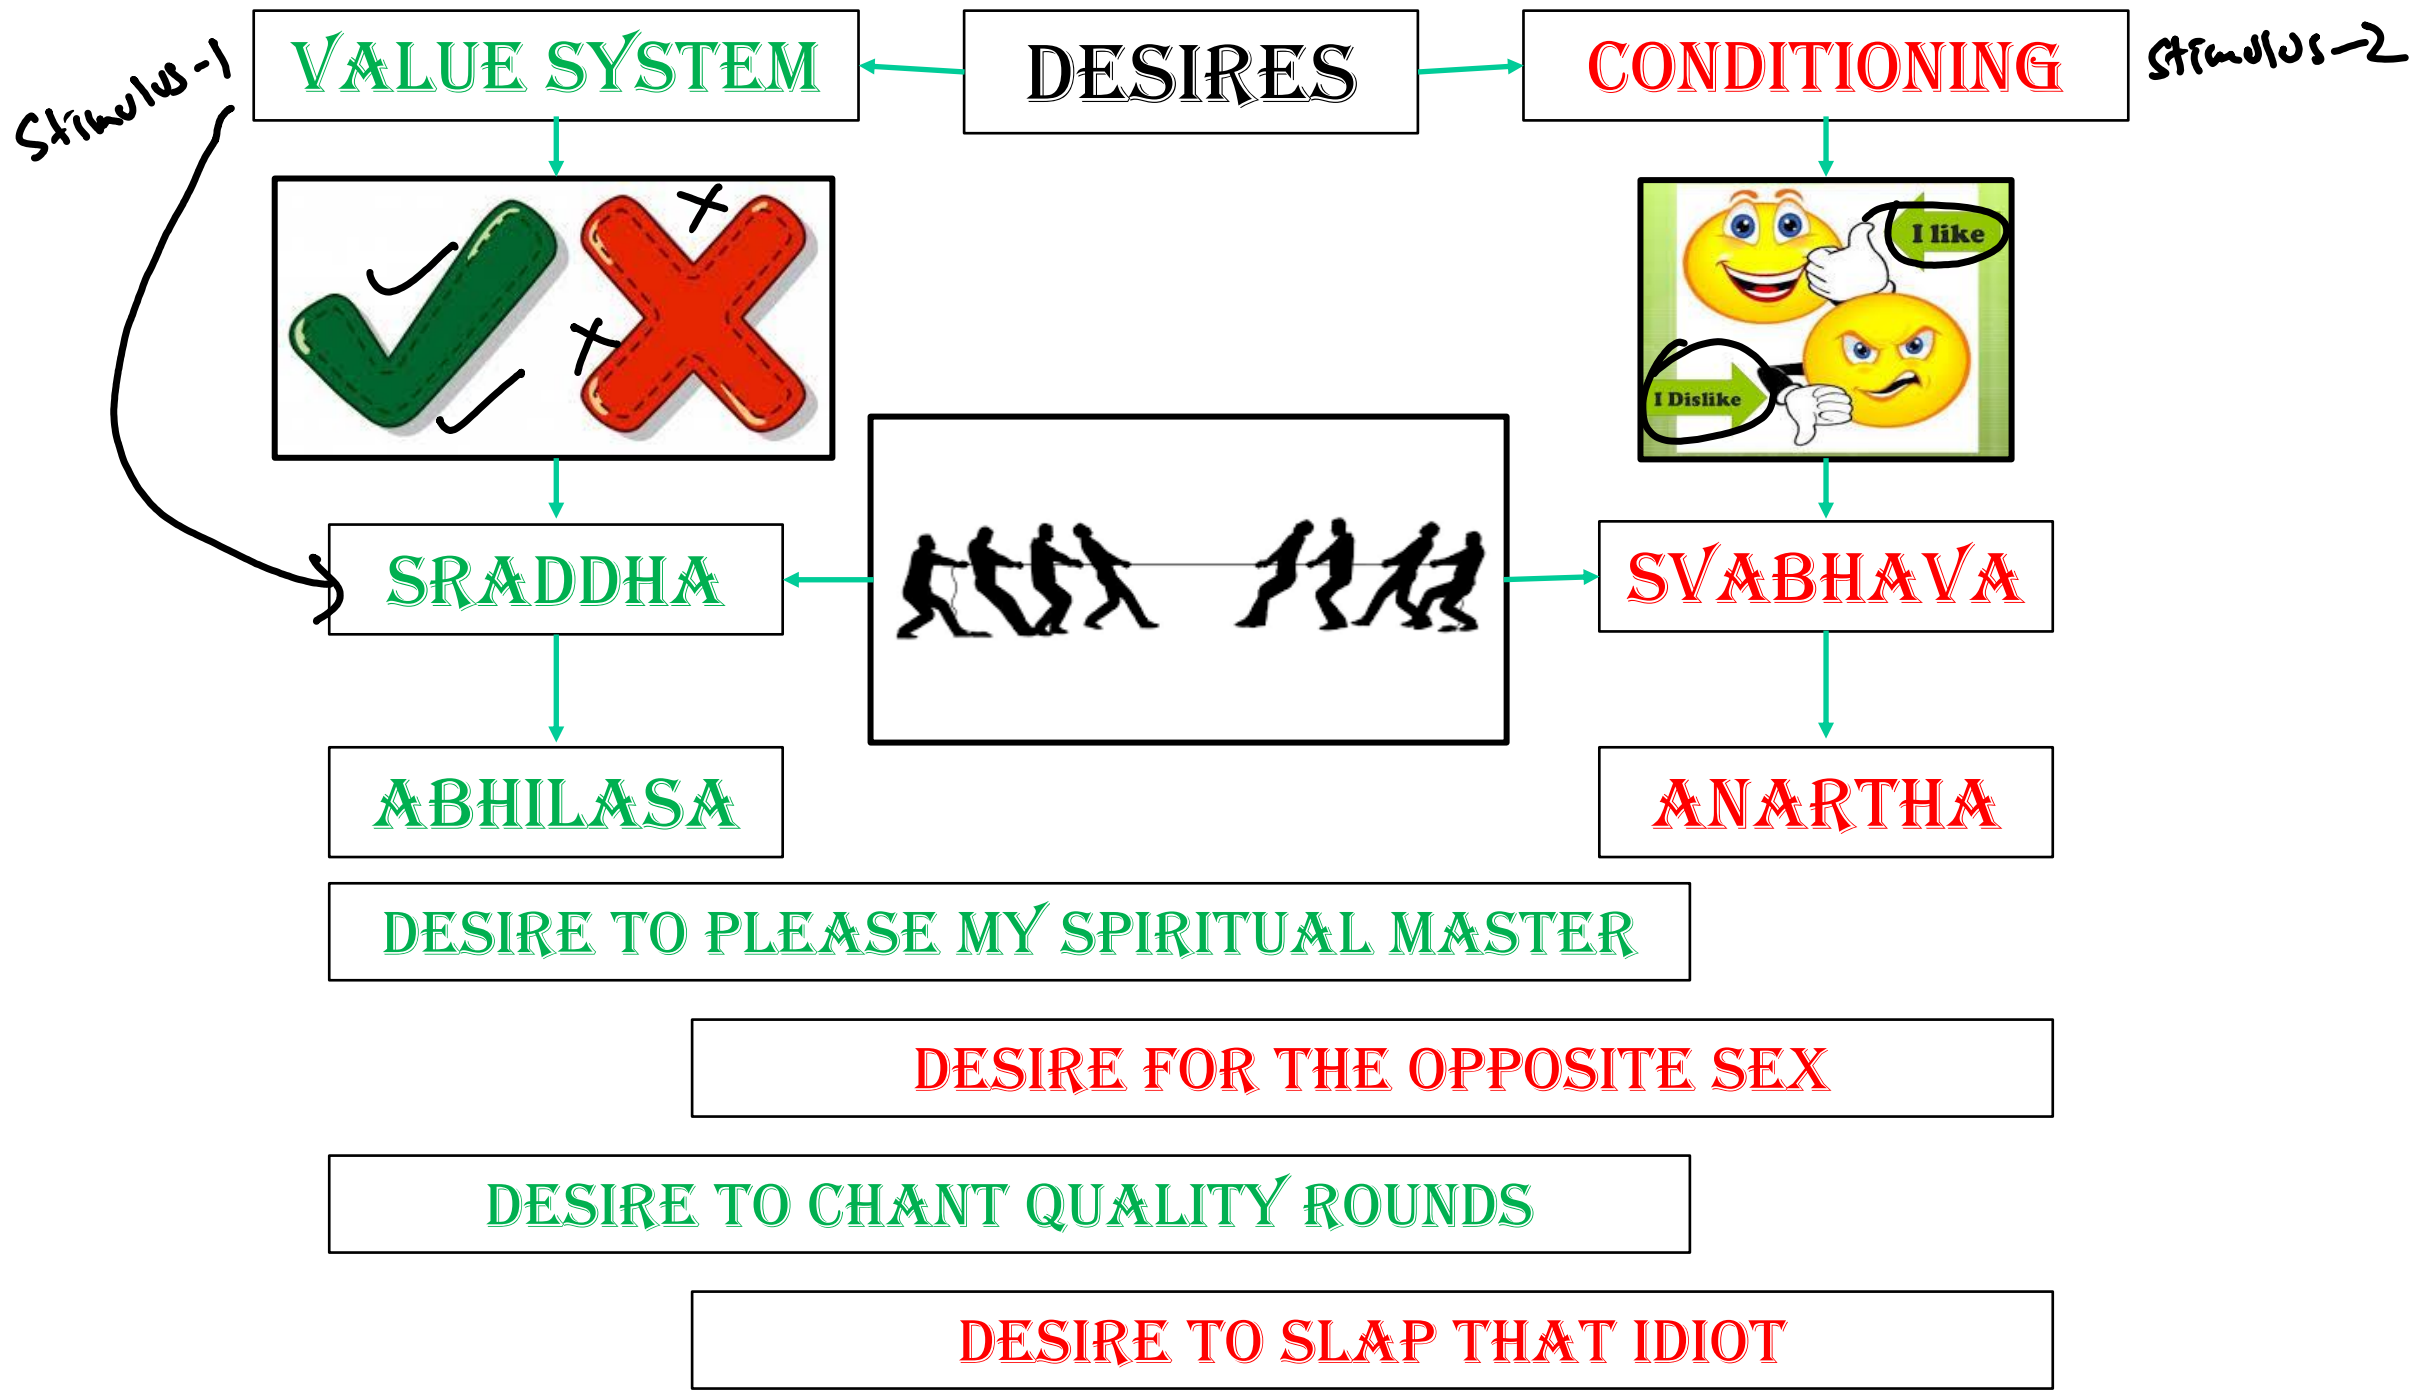 Stimulus-1
VALUE SYSTEM
DESIRES
CONDITIONING
Stimulus-2
I like
I Dislike
SRADDHA
SVABHAVA
ABHILASA
ANARTHA
DESIRE TO PLEASE MY SPIRITUAL MASTER
DESIRE FOR THE OPPOSITE SEX
DESIRE TO CHANT QUALITY ROUNDS
DESIRE TO SLAP THAT IDIOT